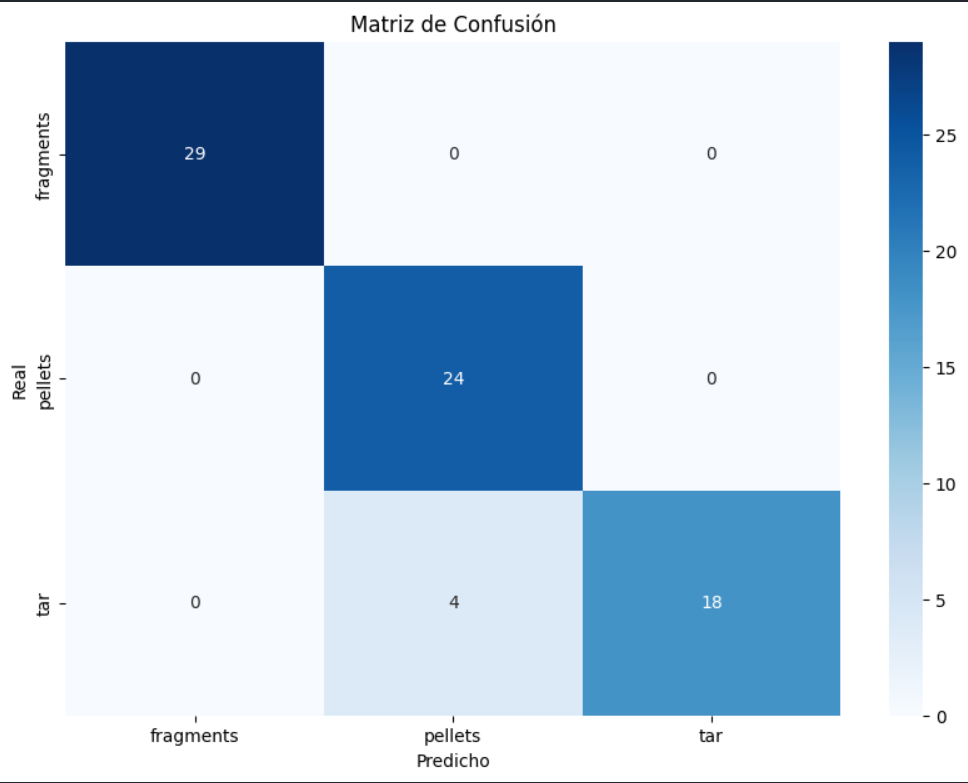 Matriz de Confusión
fragments
29
0
0
25
20
Real
pellets
0
24
0
15
10
tar
0
4
18
5
0
fragments
pellets
tar
Predicho